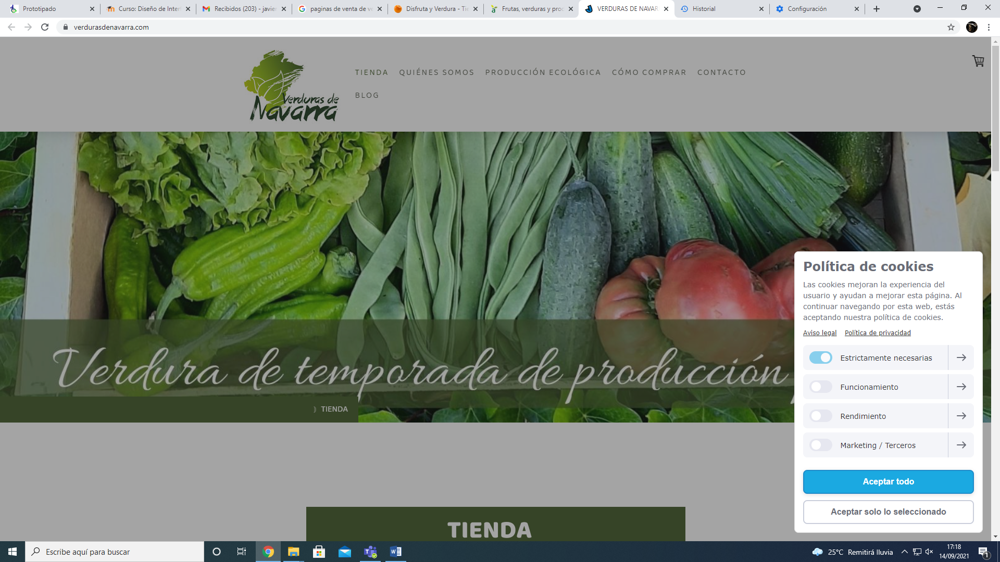 Prototipado
Curso: Diseño de Inter
Recibidos (203) - javie
paginas de venta de ve
Disfruta y Verdura - Tie
Frutas, verduras y prod
VERDURAS DE NAVAR
Historial
Configuración
verdurasdenavarra.com
Verduras de
Navarra
TIENDA QUIÉNES SOMOS PRODUCCIÓN ECOLÓGICA CÓMO COMPRAR CONTACTO
BLOG
Verdura de temporada de producción
TIENDA
TIENDA
Política de cookies
Las cookies mejoran la experiencia del
usuario y ayudan a mejorar esta página. Al
continuar navegando por esta web, estás
aceptando nuestra política de cookies.
Aviso legal Política de privacidad
Estrictamente necesarias
Funcionamiento
Rendimiento
Marketing / Terceros
Aceptar todo
Aceptar solo lo seleccionado
Escribe aquí para buscar
25°C Remitirá lluvia
17:18
14/09/2021
1